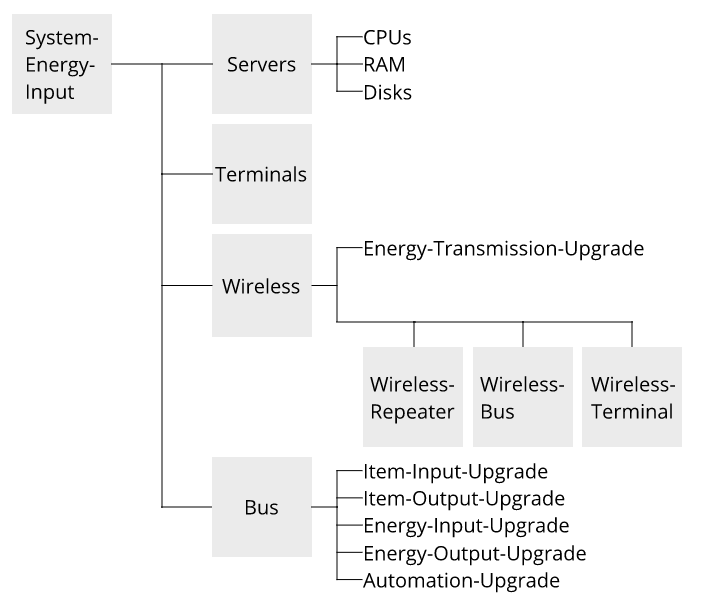 System-
Energy-
Input
Servers
CPUs
RAM
Disks
Terminals
Wireless
Energy-Transmission-Upgrade
Wireless-
Repeater
Wireless-
Bus
Wireless-
Terminal
Bus
Item-Input-Upgrade
Item-Output-Upgrade
Energy-Input-Upgrade
Energy-Output-Upgrade
Automation-Upgrade